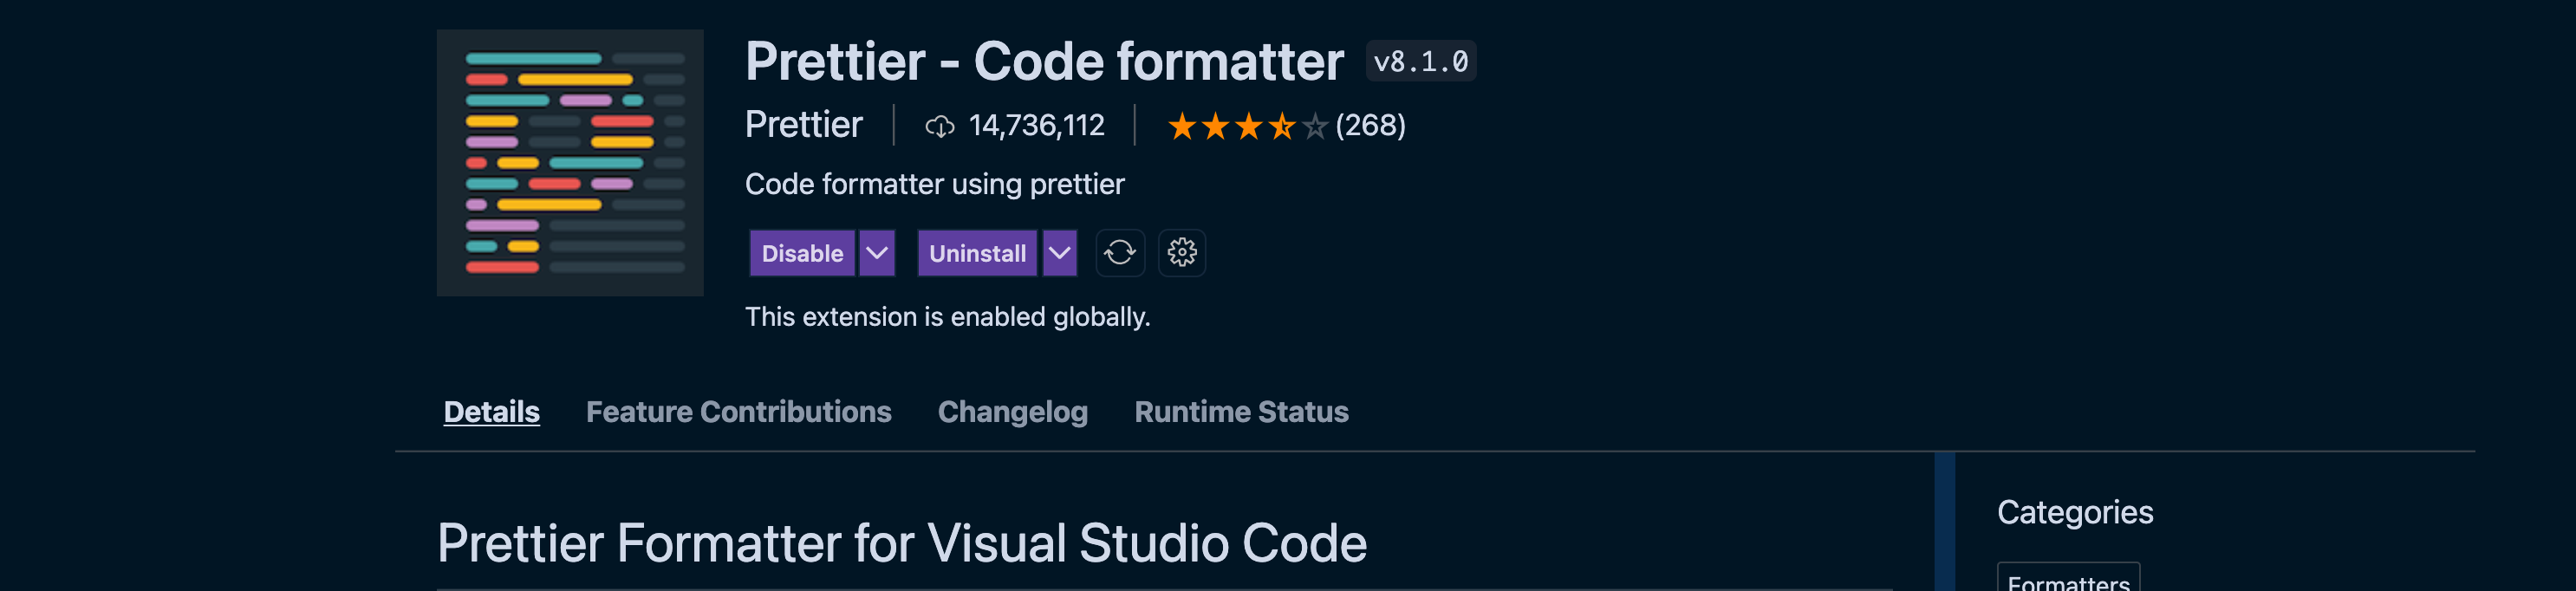 Prettier - Code formatter v8.1.0
Prettier 14,736,112 (268)
Code formatter using prettier
Disable Uninstall
This extension is enabled globally.
Details Feature Contributions Changelog Runtime Status
Prettier Formatter for Visual Studio Code
Categories
Formatters